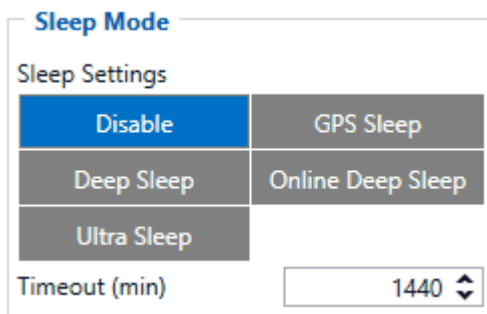 Sleep Mode
Sleep Settings
Disable GPS Sleep
Deep Sleep Online Deep Sleep
Ultra Sleep
Timeout (min) 1440